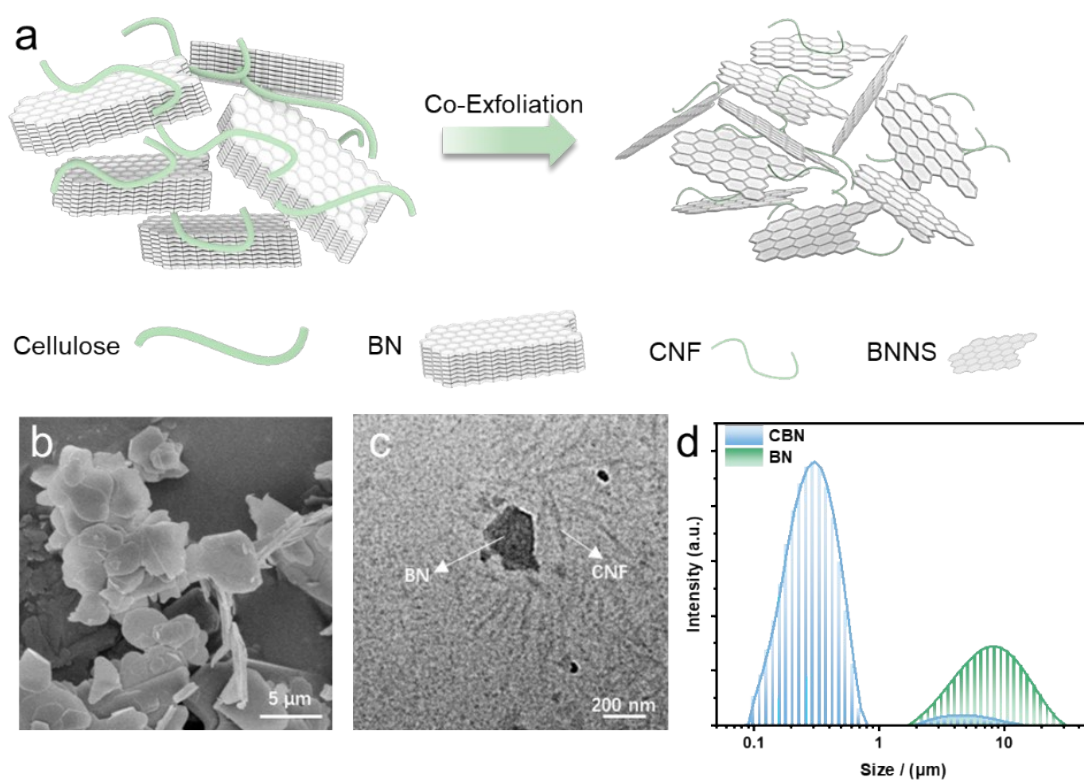 a
Co-Exfoliation
Cellulose
BN
CNF
BNNS
b
5 μm
c
BN
CNF
200 nm
d
CBN
BN
Intensity (a.u.)
0.1
1
10
Size / (μm)